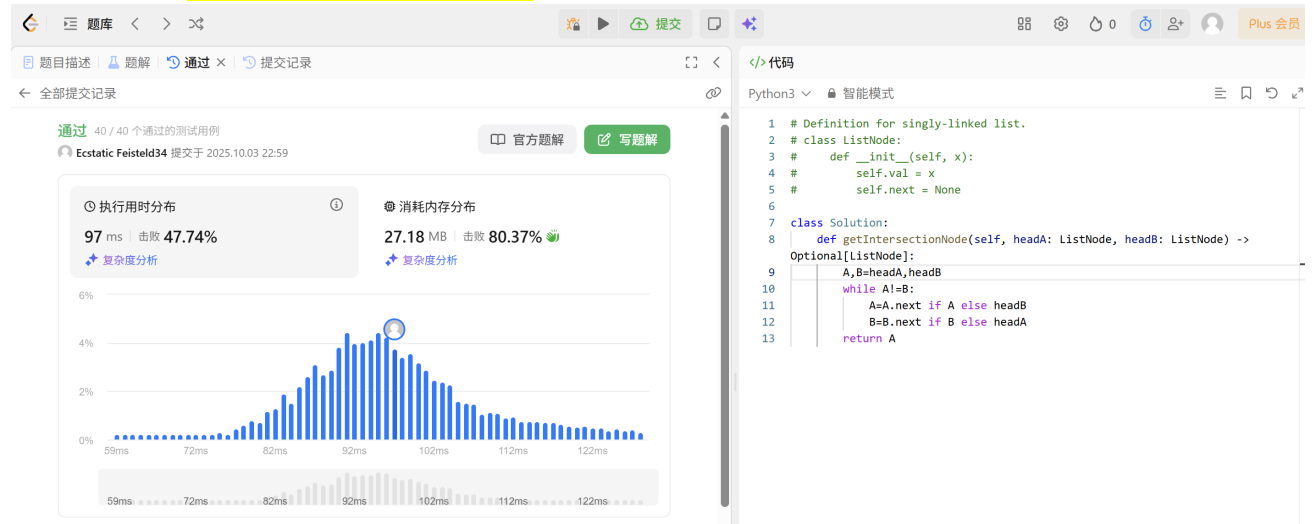 题库
提交
0
Plus 会员
题目描述
题解
通过
提交记录
全部提交记录
通过 40 / 40 个通过的测试用例
Ecstatic Feisteld34 提交于 2025.10.03 22:59
官方题解
写题解
执行用时分布
97 ms 击败 47.74%
复杂度分析
消耗内存分布
27.18 MB 击败 80.37%
复杂度分析
6%
4%
2%
0%
59ms 72ms 82ms 92ms 102ms 112ms 122ms
59ms 72ms 82ms 92ms 102ms 112ms 122ms
</> 代码
Python3 智能模式
1 # Definition for singly-linked list.
2 # class ListNode:
3 #     def __init__(self, x):
4 #         self.val = x
5 #         self.next = None
6
7 class Solution:
8     def getIntersectionNode(self, headA: ListNode, headB: ListNode) ->
Optional[ListNode]:
9         A,B=headA,headB
10         while A!=B:
11             A=A.next if A else headB
12             B=B.next if B else headA
13         return A